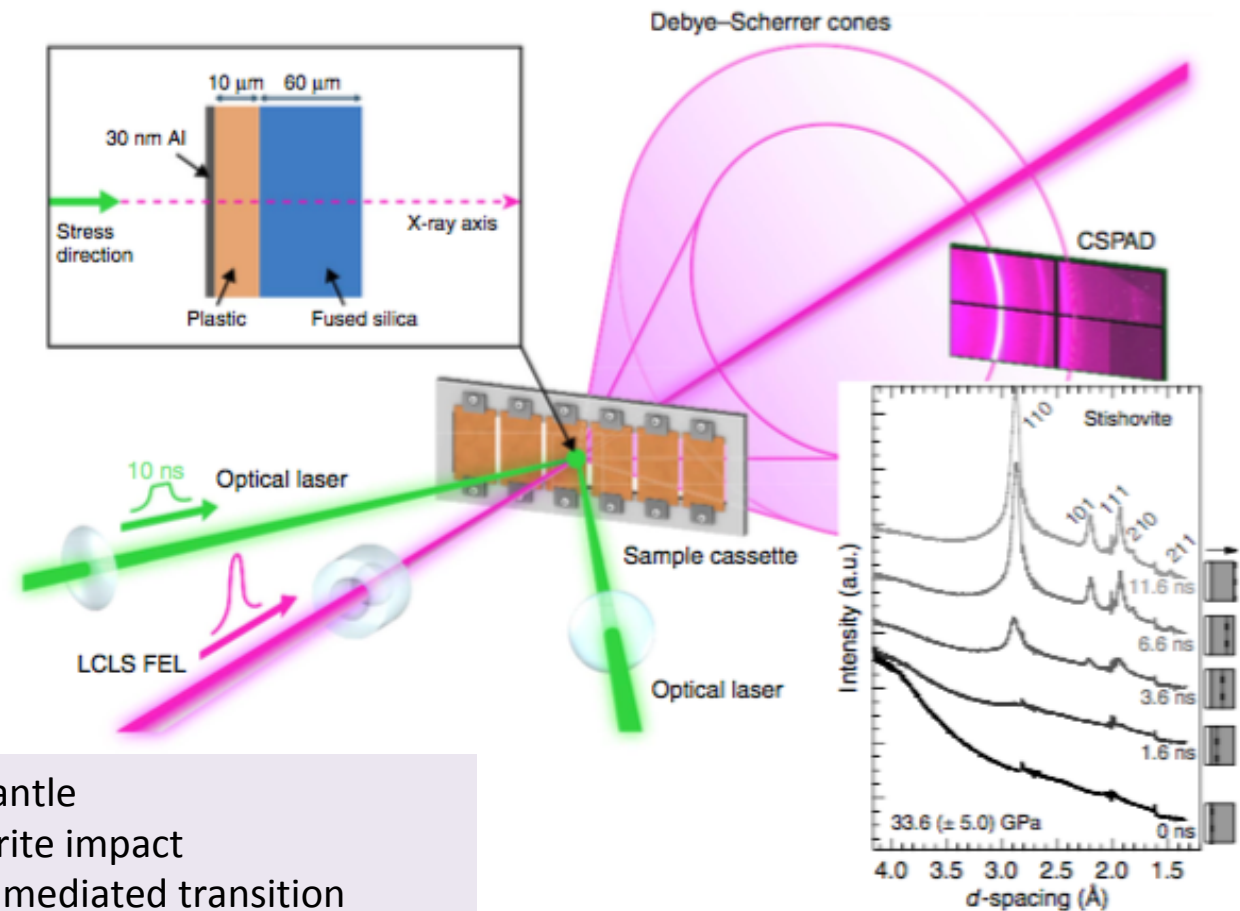 Debye–Scherrer cones
10 μm 60 μm
30 nm Al
Stress
direction
X-ray axis
Plastic
Fused silica
CSPAD
10 ns
Optical laser
LCLS FEL
Sample cassette
Optical laser
Stishovite
110
101
111
210
211
11.6 ns
6.6 ns
3.6 ns
1.6 ns
0 ns
33.6 (± 5.0) GPa
Intensity (a.u.)
4.0 3.5 3.0 2.5 2.0 1.5
d-spacing (Å)
antle
rite impact
mediated transition